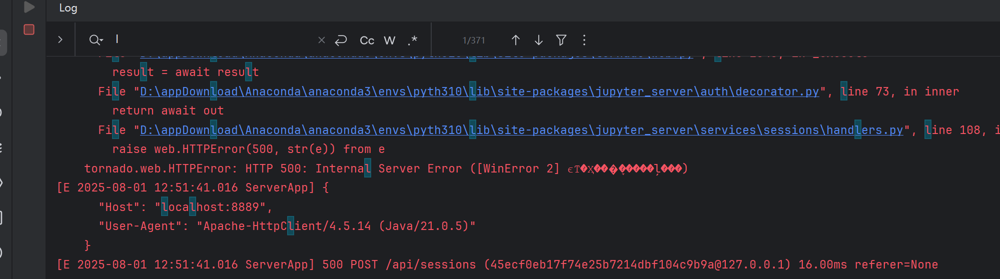 Log
l
Cc W .* 1/371
result = await result
File "D:\appDownload\Anaconda\anaconda3\envs\pyth310\lib\site-packages\jupyter_server\auth\decorator.py", line 73, in inner
return await out
File "D:\appDownload\Anaconda\anaconda3\envs\pyth310\lib\site-packages\jupyter_server\services\sessions\handlers.py", line 108, i
raise web.HTTPError(500, str(e)) from e
tornado.web.HTTPError: HTTP 500: Internal Server Error ([WinError 2]
[E 2025-08-01 12:51:41.016 ServerApp] {
"Host": "localhost:8889",
"User-Agent": "Apache-HttpClient/4.5.14 (Java/21.0.5)"
}
[E 2025-08-01 12:51:41.016 ServerApp] 500 POST /api/sessions (45ecf0eb17f74e25b7214dbf104c9b9a@127.0.0.1) 16.00ms referer=None